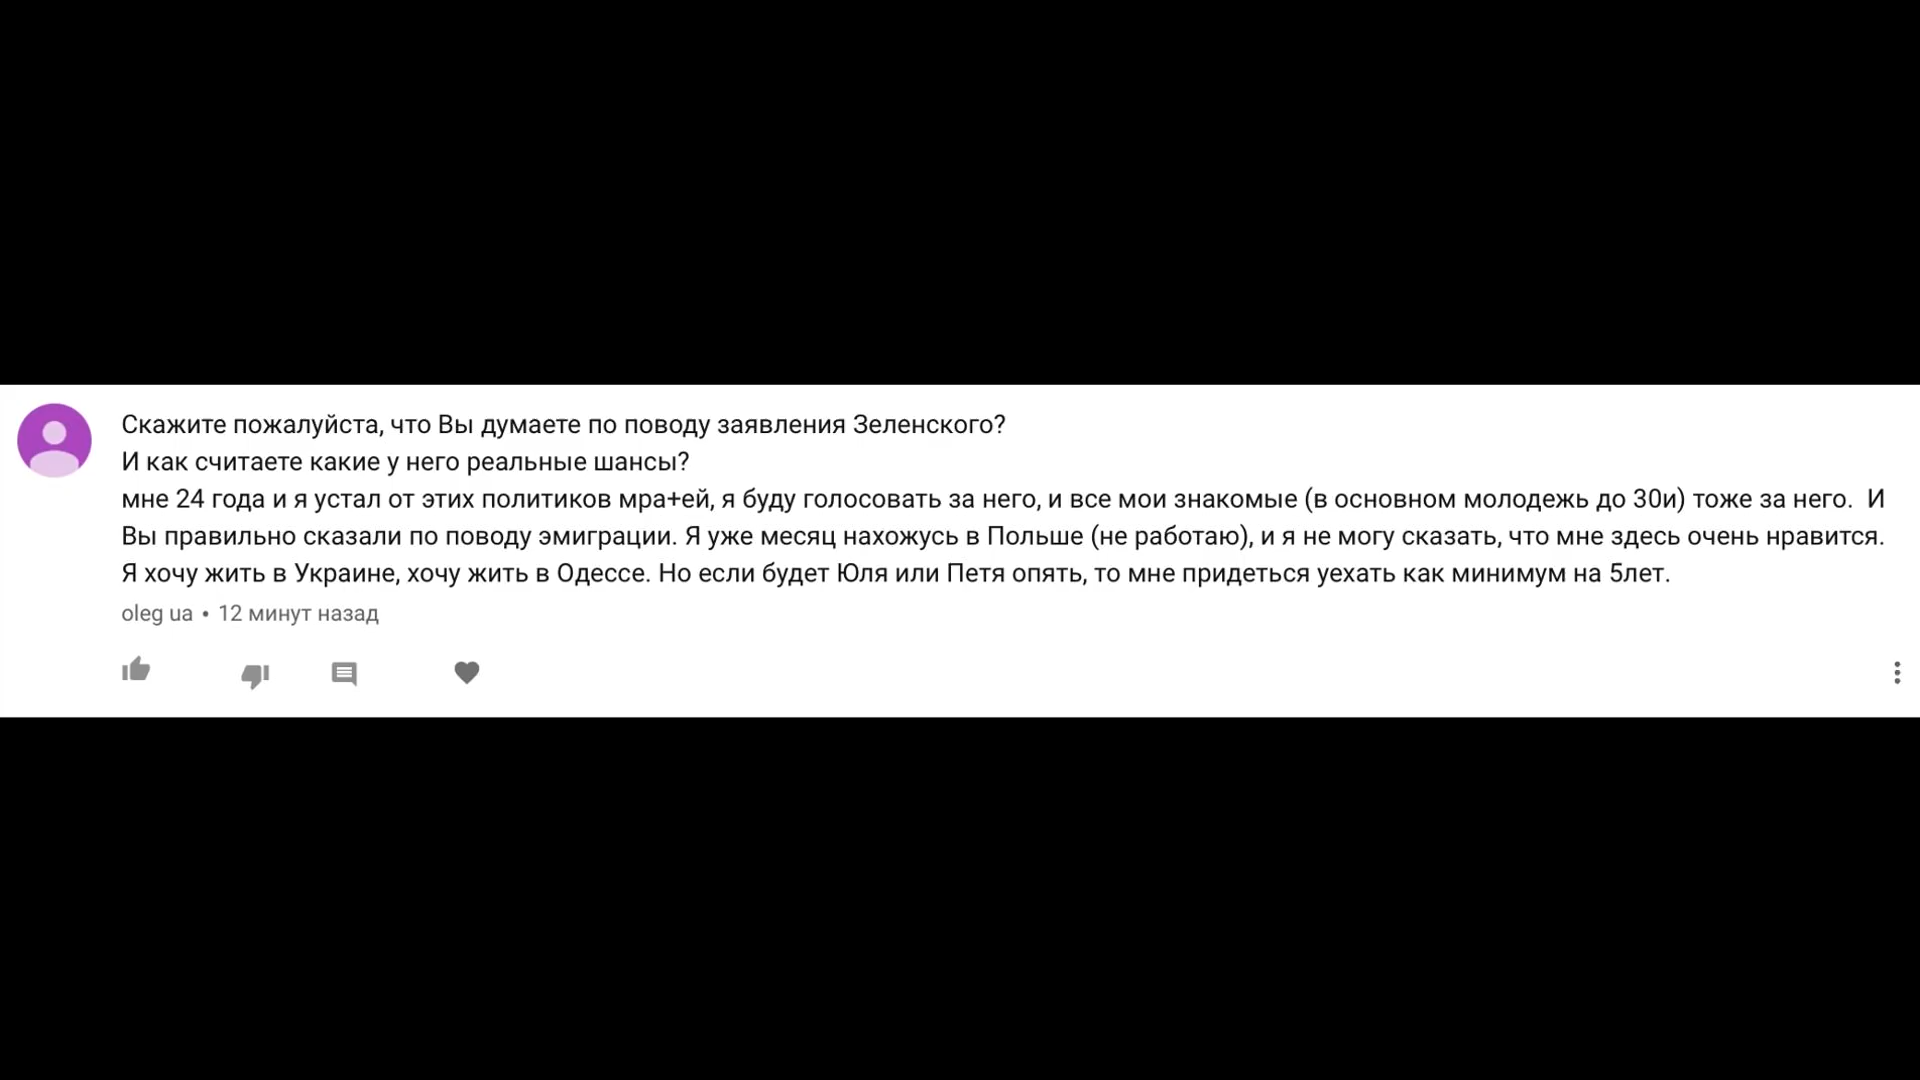 Скажите пожалуйста, что Вы думаете по поводу заявления Зеленского?
И как считаете какие у него реальные шансы?
мне 24 года и я устал от этих политиков мра+ей, я буду голосовать за него, и все мои знакомые (в основном молодежь до 30и) тоже за него.  И
Вы правильно сказали по поводу эмиграции. Я уже месяц нахожусь в Польше (не работаю), и я не могу сказать, что мне здесь очень нравится.
Я хочу жить в Украине, хочу жить в Одессе. Но если будет Юля или Петя опять, то мне придеться уехать как минимум на 5лет.
oleg ua • 12 минут назад